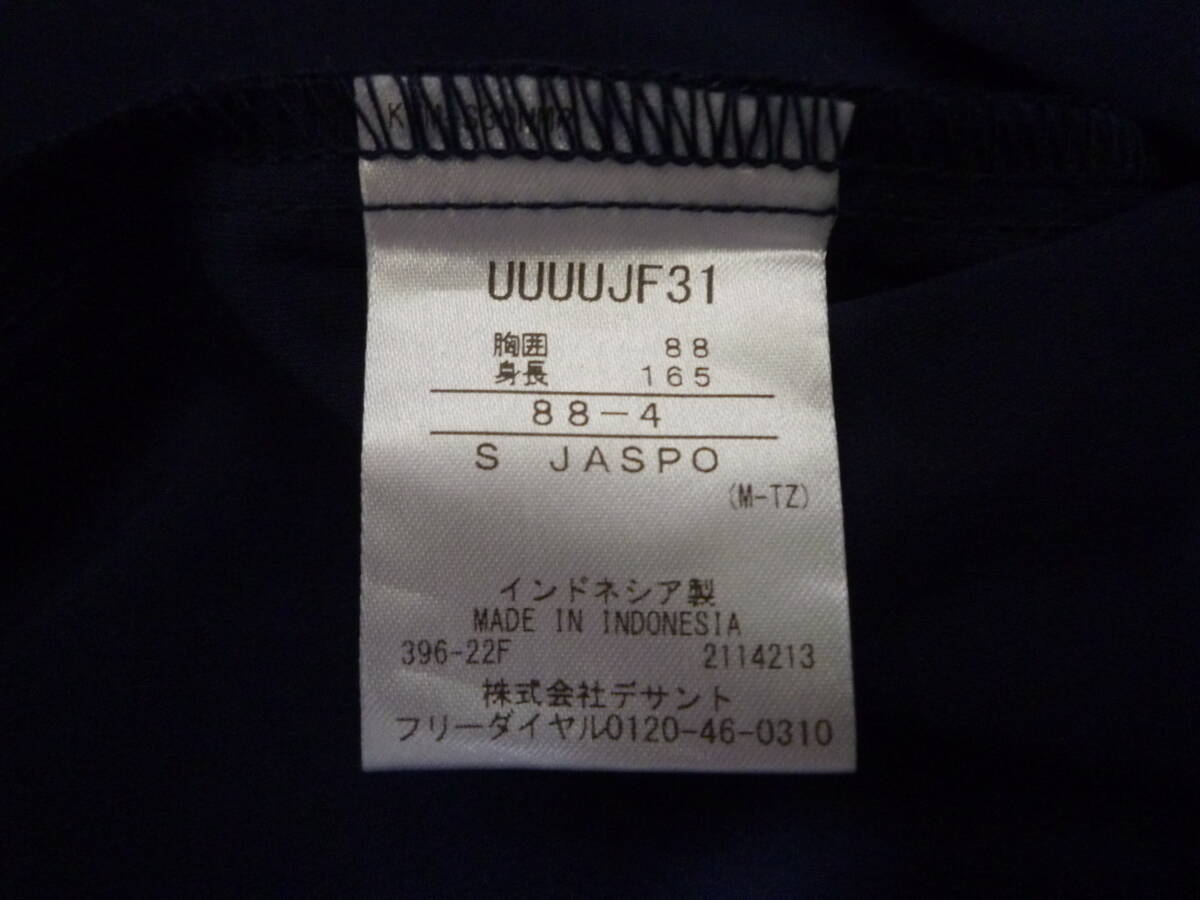 UUUUJF31
胸囲 88
身長 165
88-4
S JASPO
(M-TZ)
インドネシア製
MADE IN INDONESIA
396-22F 2114213
株式会社デサント
フリーダイヤル0120-46-0310